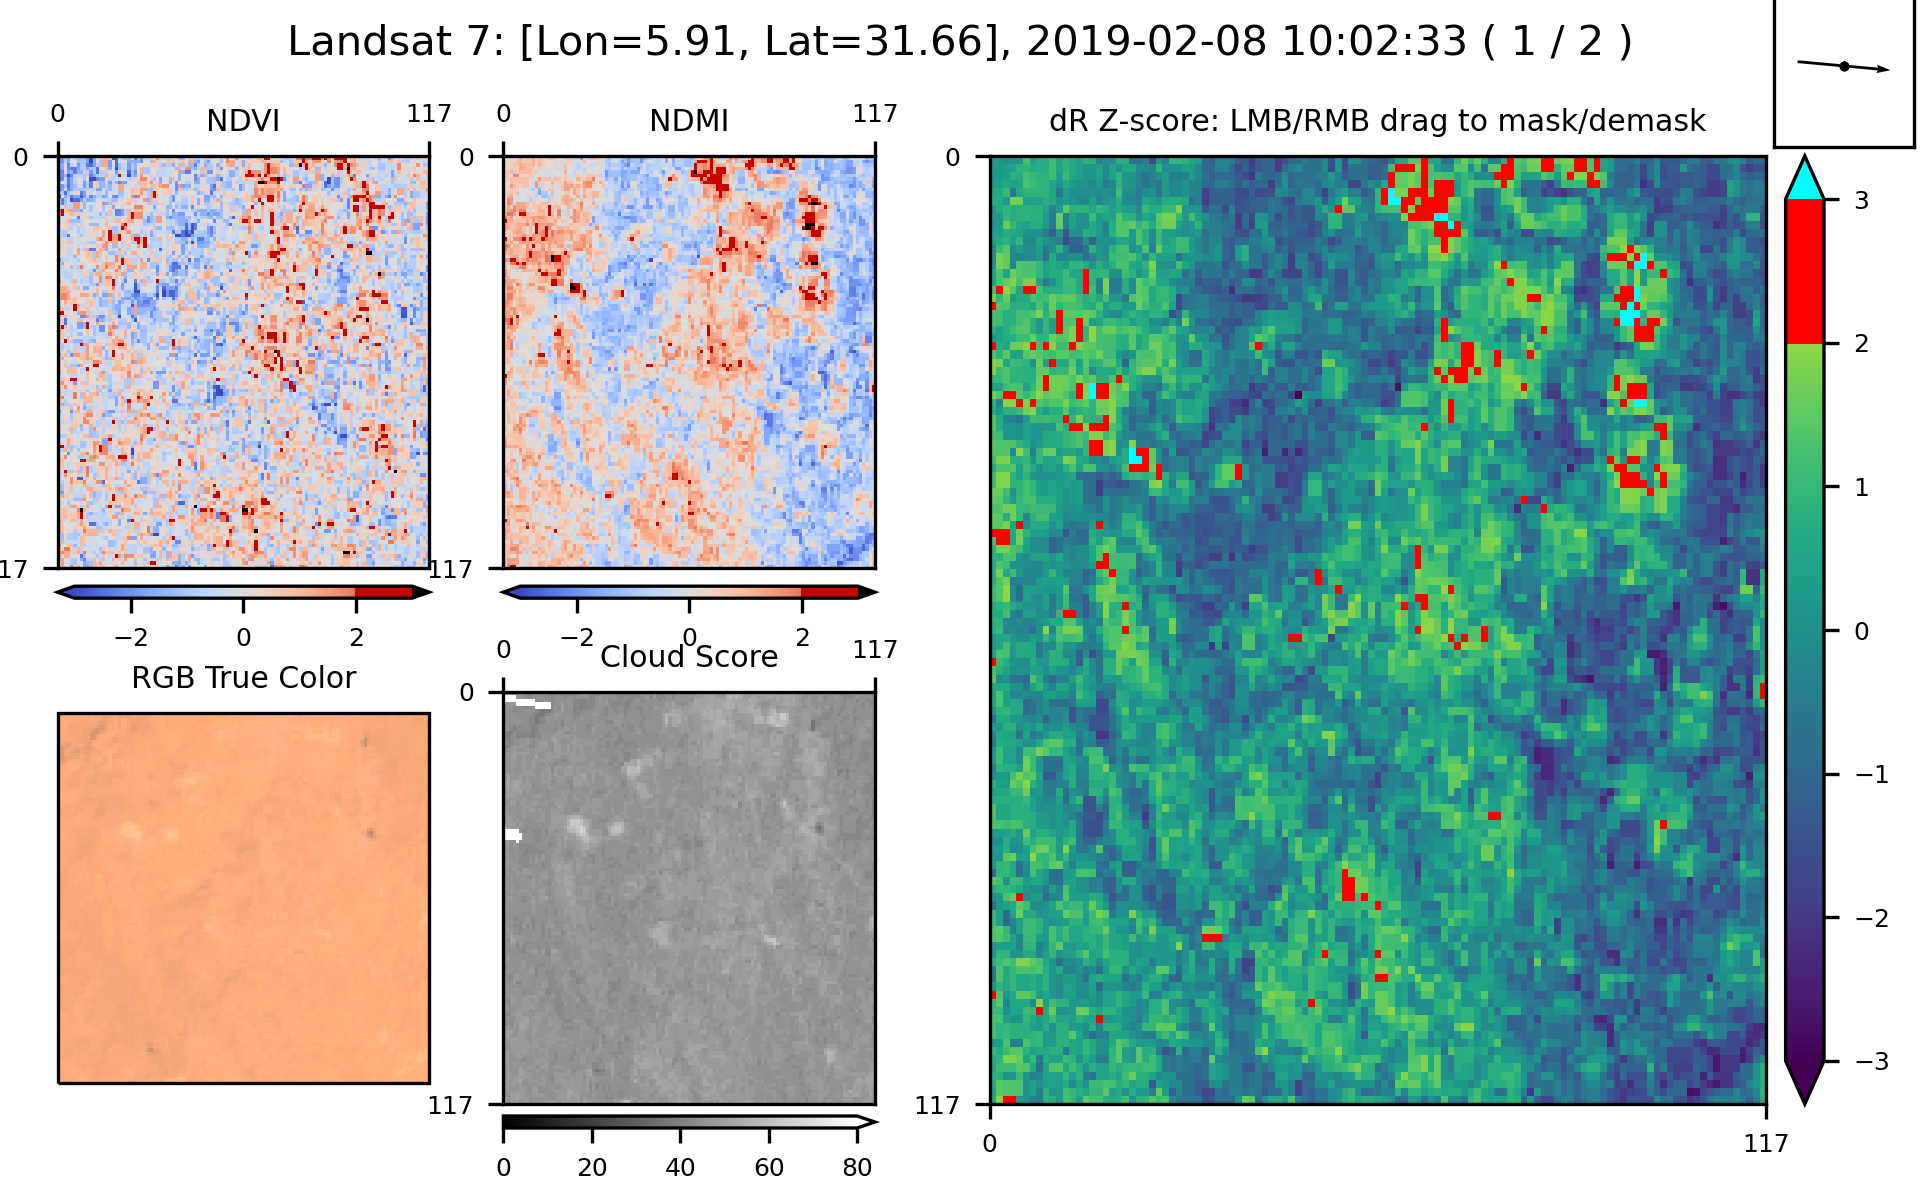 Landsat 7: [Lon=5.91, Lat=31.66], 2019-02-08 10:02:33 ( 1 / 2 )
0 NDVI 117
0
17
−2 0 2
0 NDMI 117
0
117
−2 0 2
dR Z-score: LMB/RMB drag to mask/demask
0
117
0 117
3
2
1
0
−1
−2
−3
RGB True Color
0 Cloud Score 117
0
117
0 20 40 60 80